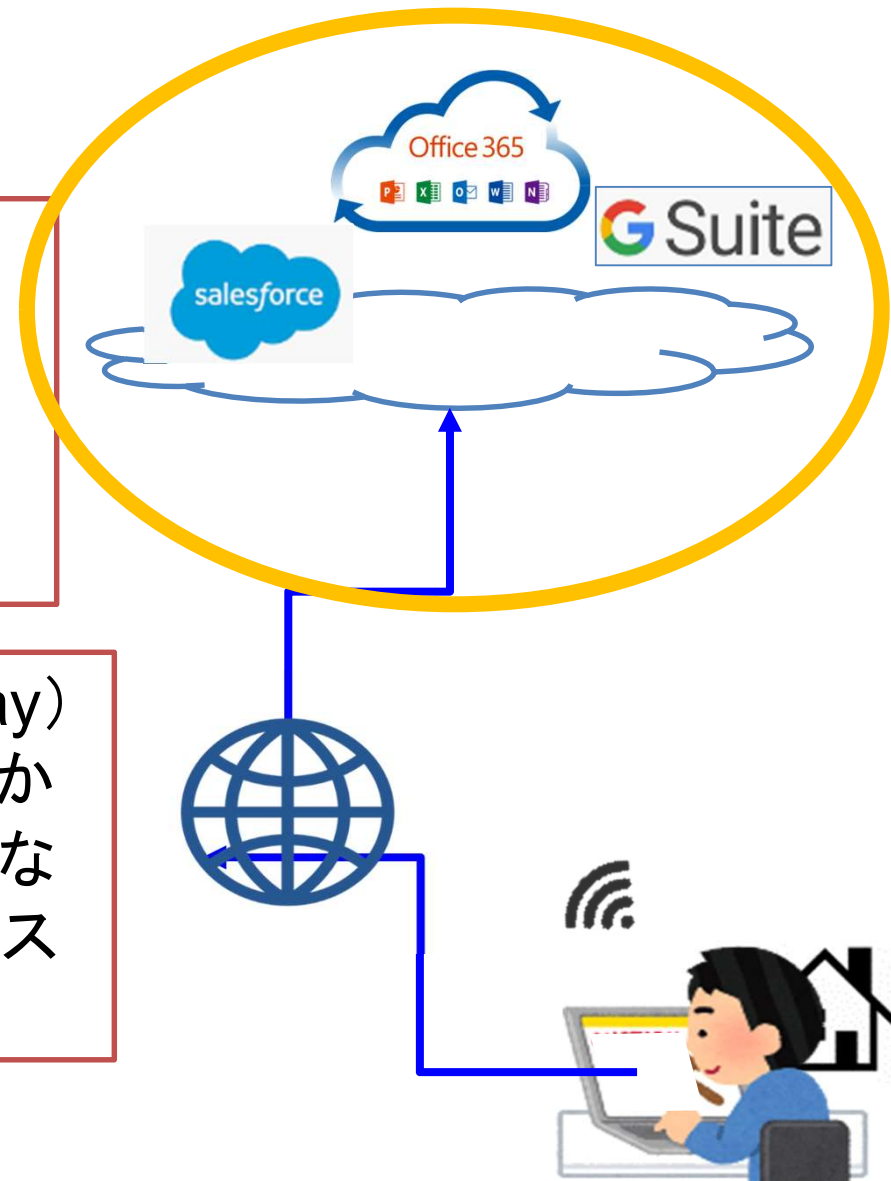 Office 365
P
X
O
W
N
G Suite
salesforce
ay）
か
な
ス